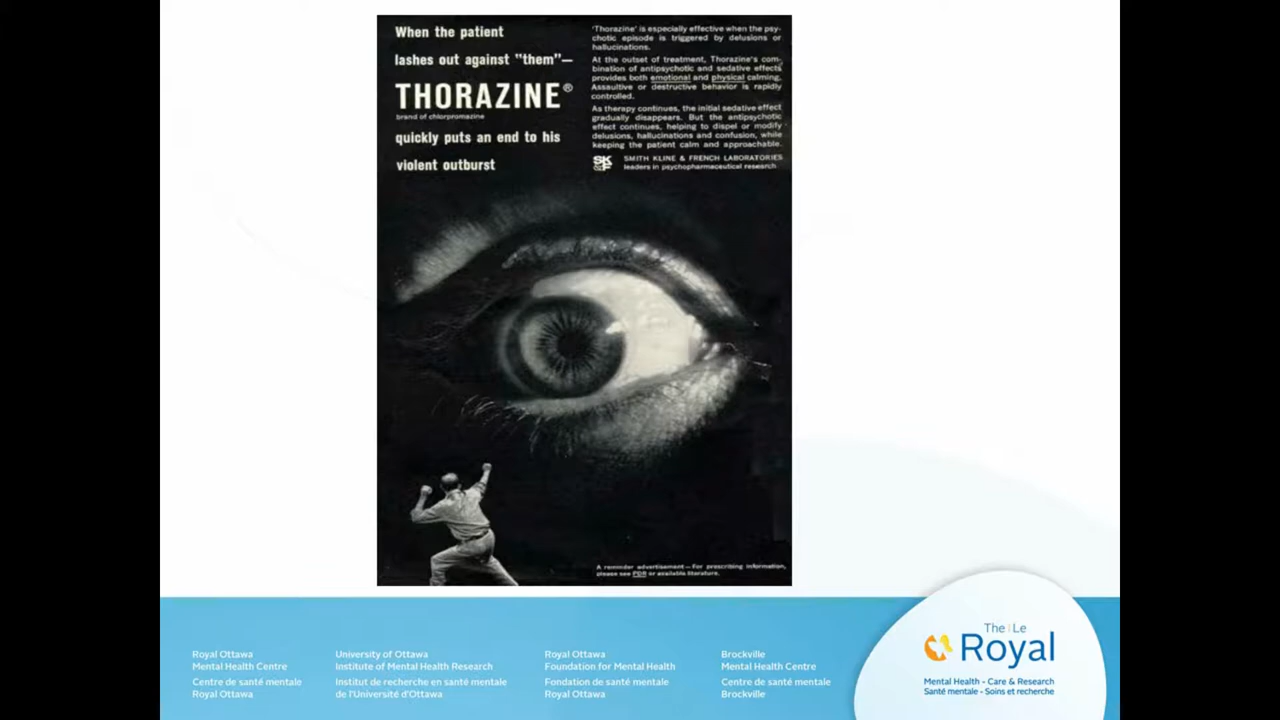 When the patient
lashes out against "them"—
THORAZINE®
brand of chlorpromazine
quickly puts an end to his
violent outburst
'Thorazine' is especially effective when the psy-
chotic episode is triggered by delusions or
hallucinations.
At the outset of treatment, Thorazine's com-
bination of antipsychotic and sedative effects
provides both emotional and physical calming.
Assaultive or destructive behavior is rapidly
controlled.
As therapy continues, the initial sedative effect
gradually disappears. But the antipsychotic
effect continues, helping to dispel or modify
delusions, hallucinations and confusion, while
keeping the patient calm and approachable.
SK
&F
SMITH KLINE & FRENCH LABORATORIES
leaders in psychopharmaceutical research
A reminder advertisement—For prescribing information,
please see PDR or available literature.
Royal Ottawa
Mental Health Centre
Centre de santé mentale
Royal Ottawa
University of Ottawa
Institute of Mental Health Research
Institut de recherche en santé mentale
de l'Université d'Ottawa
Royal Ottawa
Foundation for Mental Health
Fondation de santé mentale
Royal Ottawa
Brockville
Mental Health Centre
Centre de santé mentale
Brockville
The | Le
Royal
Mental Health - Care & Research
Santé mentale - Soins et recherche